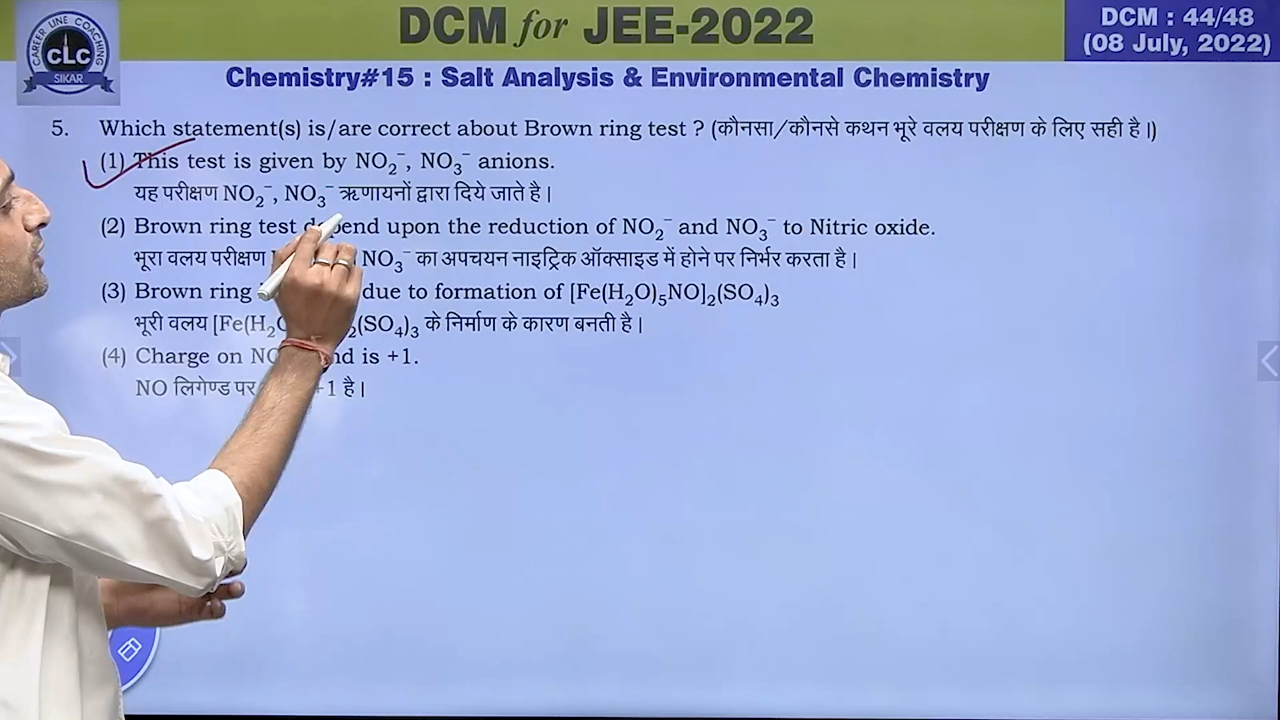 CAREER LINE COACHING
CLC
SIKAR
DCM for JEE-2022
DCM : 44/48
(08 July, 2022)
Chemistry#15 : Salt Analysis & Environmental Chemistry
5. Which statement(s) is/are correct about Brown ring test ? (कौनसा/कौनसे कथन भूरे वलय परीक्षण के लिए सही है।)
(1) This test is given by NO₂⁻, NO₃⁻ anions.
यह परीक्षण NO₂⁻, NO₃⁻ ऋणायनों द्वारा दिये जाते है।
(2) Brown ring test depend upon the reduction of NO₂⁻ and NO₃⁻ to Nitric oxide.
भूरा वलय परीक्षण NO₃⁻ का अपचयन नाइट्रिक ऑक्साइड में होने पर निर्भर करता है।
(3) Brown ring due to formation of [Fe(H₂O)₅NO]₂(SO₄)₃
भूरी वलय [Fe(H₂ ₂(SO₄)₃ के निर्माण के कारण बनती है।
(4) Charge on is +1.
NO लिगेण्ड पर +1 है।